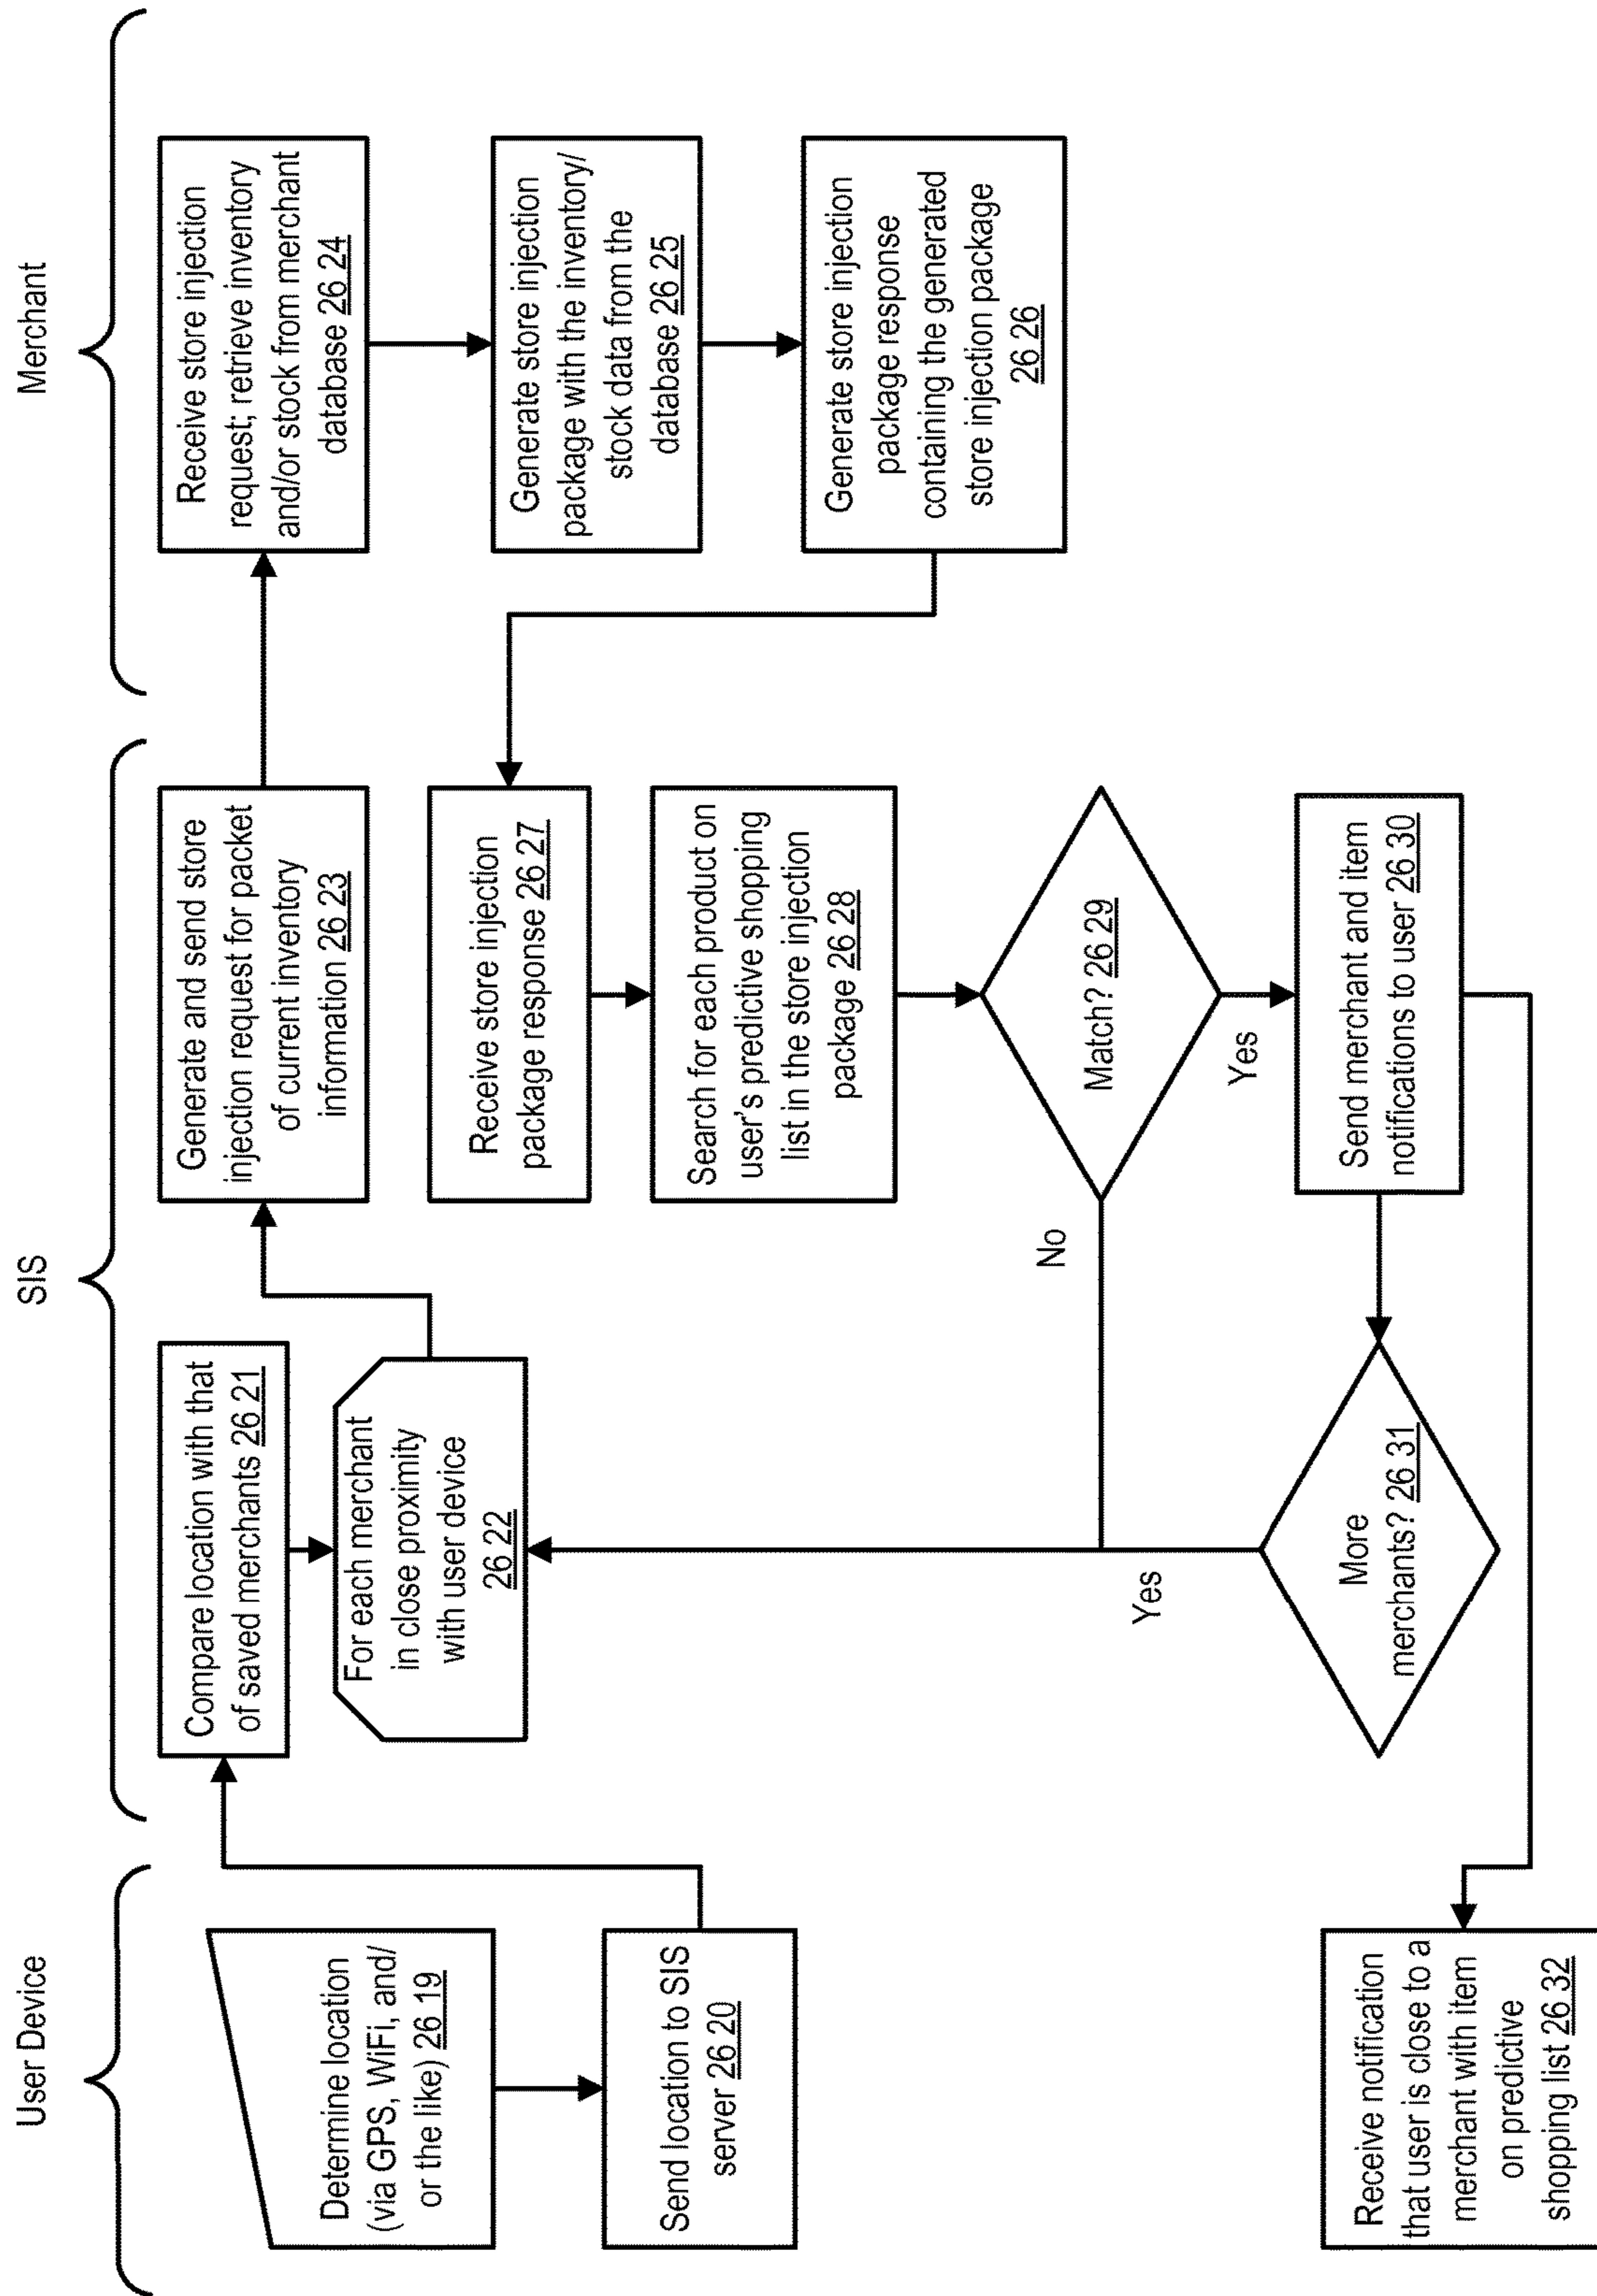 User Device
SIS
Merchant
Determine location
(via GPS, WiFi, and/
or the like) 26 19
Send location to SIS
server 26 20
Compare location with that
of saved merchants 26 21
For each merchant
in close proximity
with user device
26 22
Generate and send store
injection request for packet
of current inventory
information 26 23
Receive store injection
request; retrieve inventory
and/or stock from merchant
database 26 24
Generate store injection
package with the inventory/
stock data from the
database 26 25
Generate store injection
package response
containing the generated
store injection package
26 26
Receive store injection
package response 26 27
Search for each product on
user's predictive shopping
list in the store injection
package 26 28
Match? 26 29
No
Yes
Send merchant and item
notifications to user 26 30
More
merchants? 26 31
Yes
Receive notification
that user is close to a
merchant with item
on predictive
shopping list 26 32